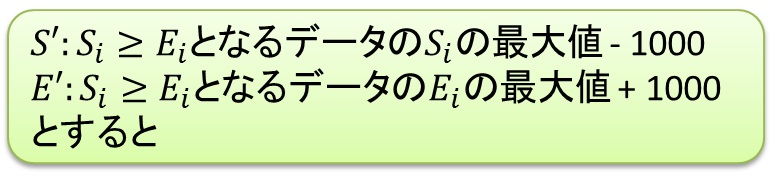 S′: Sᵢ ≥ EᵢとなるデータのSᵢの最大値 - 1000
E′: Sᵢ ≥ EᵢとなるデータのEᵢの最大値 + 1000
とすると